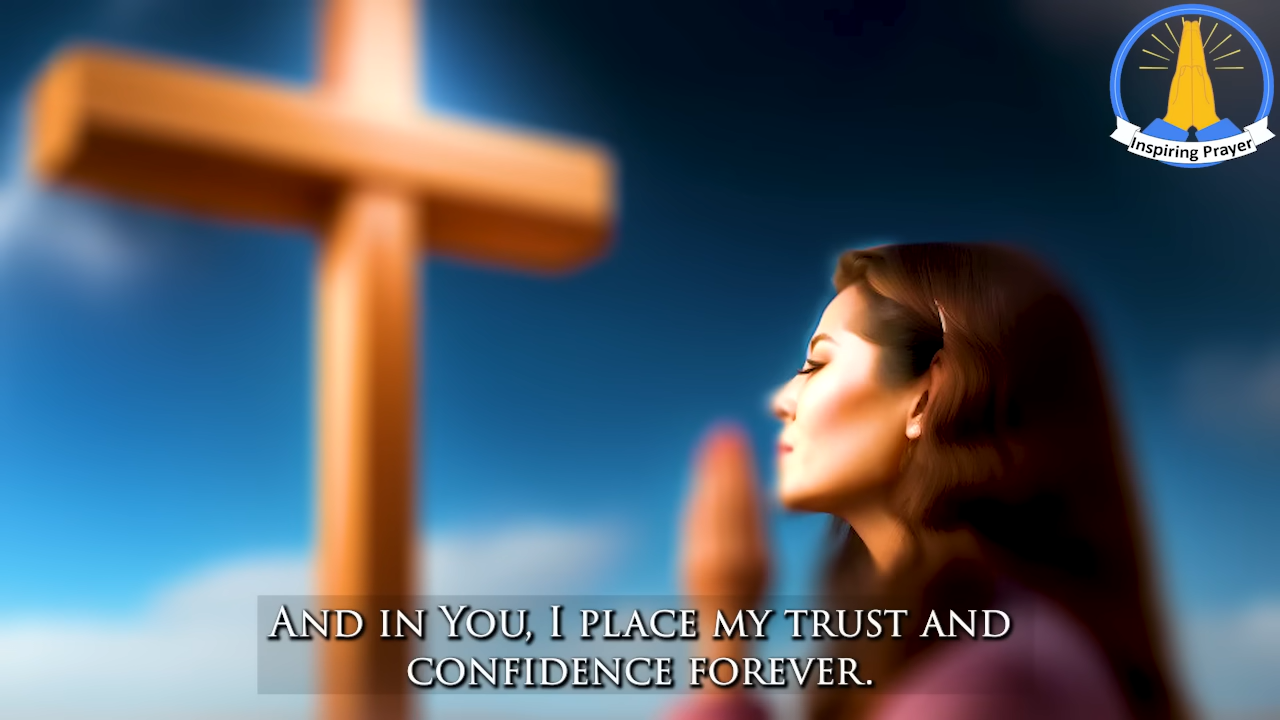 Inspiring Prayer
And in You, I place my trust and
confidence forever.